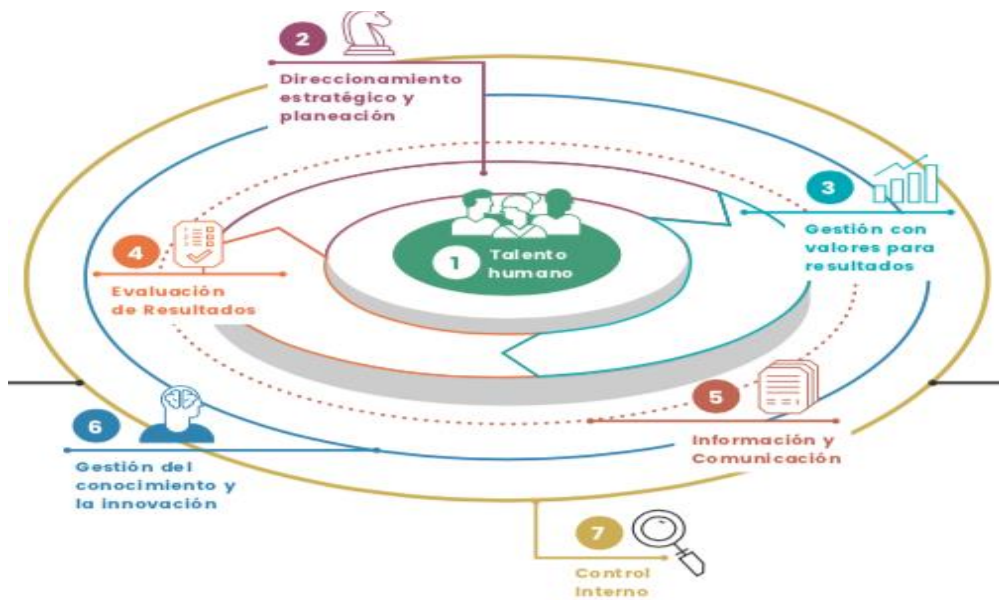 2
Direccionamiento
estratégico y
planeación
3
Gestión con
valores para
resultados
1
Talento
humano
4
Evaluación
de Resultados
5
Información y
Comunicación
6
Gestión del
conocimiento y
la innovación
7
Control
Interno